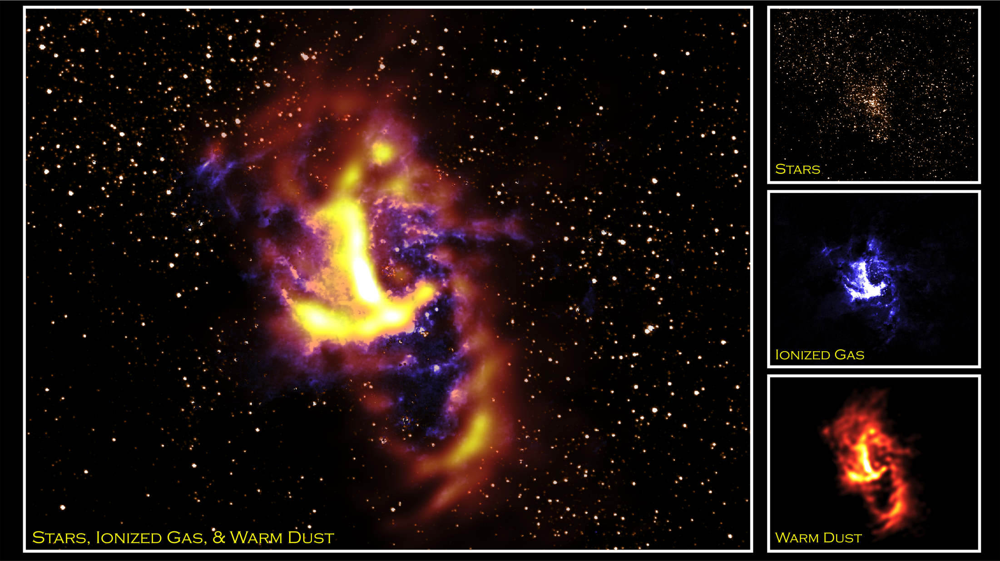 Stars, Ionized Gas, & Warm Dust
Stars
Ionized Gas
Warm Dust